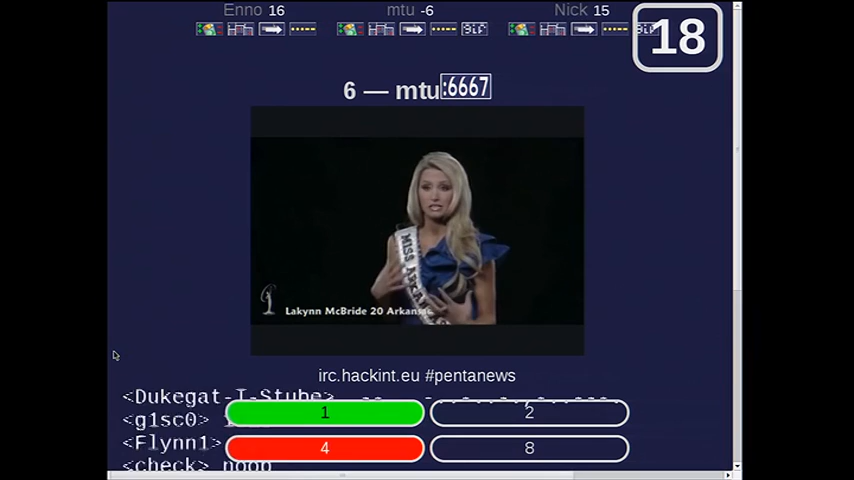 Enno 16
mtu -6
Nick 15
18
6 — mtu:6667
MISS ARKANSAS
Lakynn McBride 20 Arkansas
irc.hackint.eu #pentanews
<Dukegat-T-Stube>
<g1sc0>
<Flynn1>
<check> noop
1
2
4
8